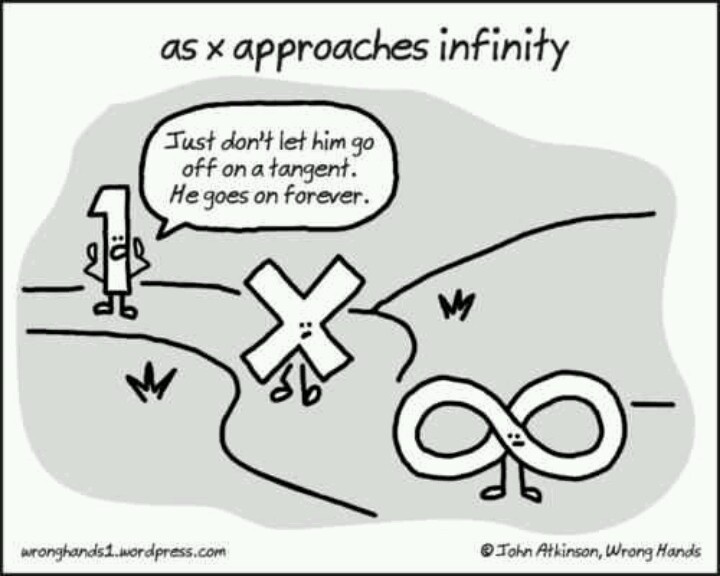 as x approaches infinity
Just don't let him go
off on a tangent.
He goes on forever.
1
x
∞
wronghands1.wordpress.com
© John Atkinson, Wrong Hands